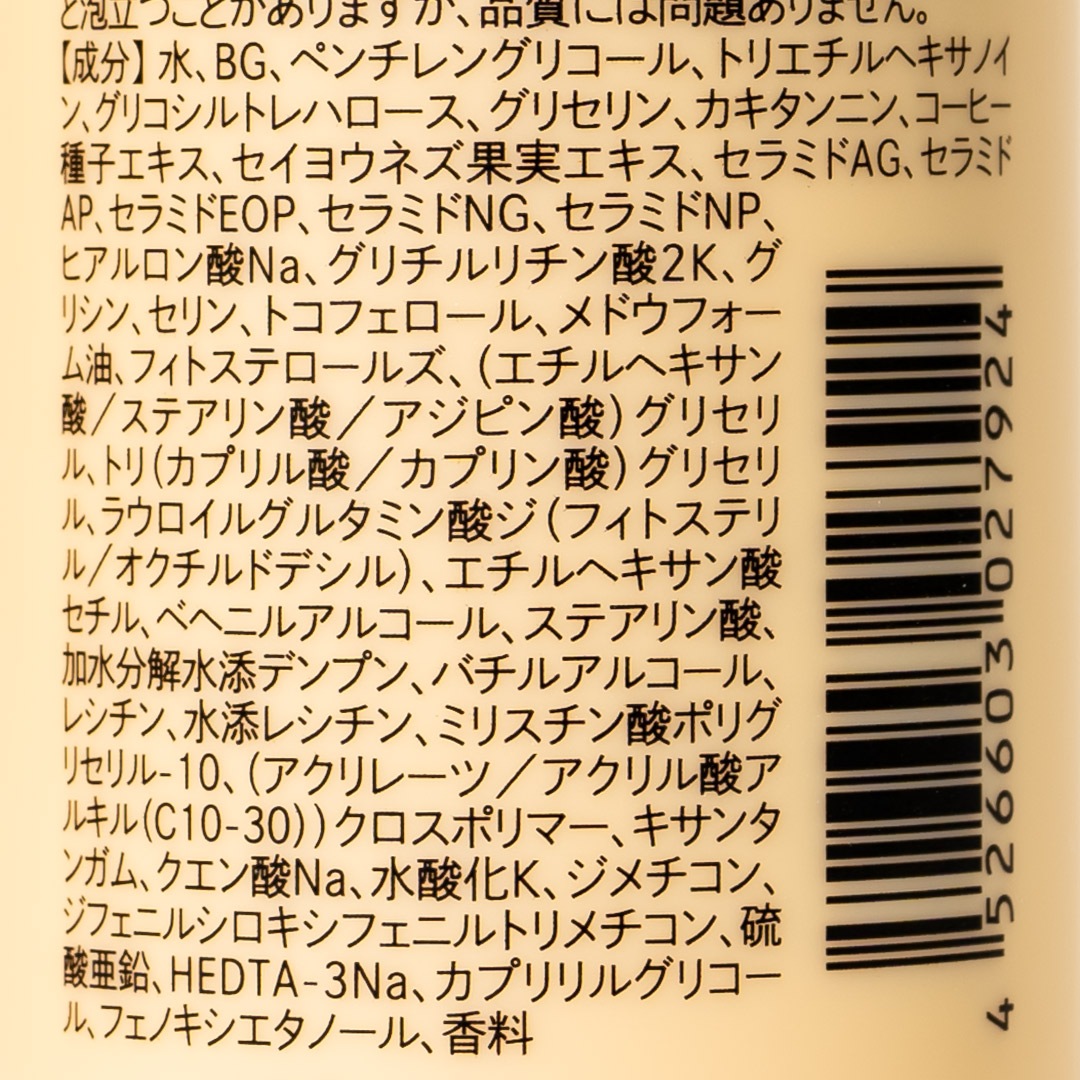 と泡立つことがありますが、品質には問題ありません。
【成分】水、BG、ペンチレングリコール、トリエチルヘキサノイ
ン、グリコシルトレハロース、グリセリン、カキタンニン、コーヒー
種子エキス、セイヨウネズ果実エキス、セラミドAG、セラミド
AP、セラミドEOP、セラミドNG、セラミドNP、
ヒアルロン酸Na、グリチルリチン酸2K、グ
リシン、セリン、トコフェロール、メドウフォー
ム油、フィトステロールズ、(エチルヘキサン
酸/ステアリン酸/アジピン酸)グリセリ
ル、トリ(カプリル酸/カプリン酸)グリセリ
ル、ラウロイルグルタミン酸ジ(フィトステリ
ル/オクチルドデシル)、エチルヘキサン酸
セチル、ベヘニルアルコール、ステアリン酸、
加水分解水添デンプン、バチルアルコール、
レシチン、水添レシチン、ミリスチン酸ポリグ
リセリル-10、(アクリレーツ/アクリル酸ア
ルキル(C10-30))クロスポリマー、キサンタ
ンガム、クエン酸Na、水酸化K、ジメチコン、
ジフェニルシロキシフェニルトリメチコン、硫
酸亜鉛、HEDTA-3Na、カプリリルグリコー
ル、フェノキシエタノール、香料
4 526603 027924